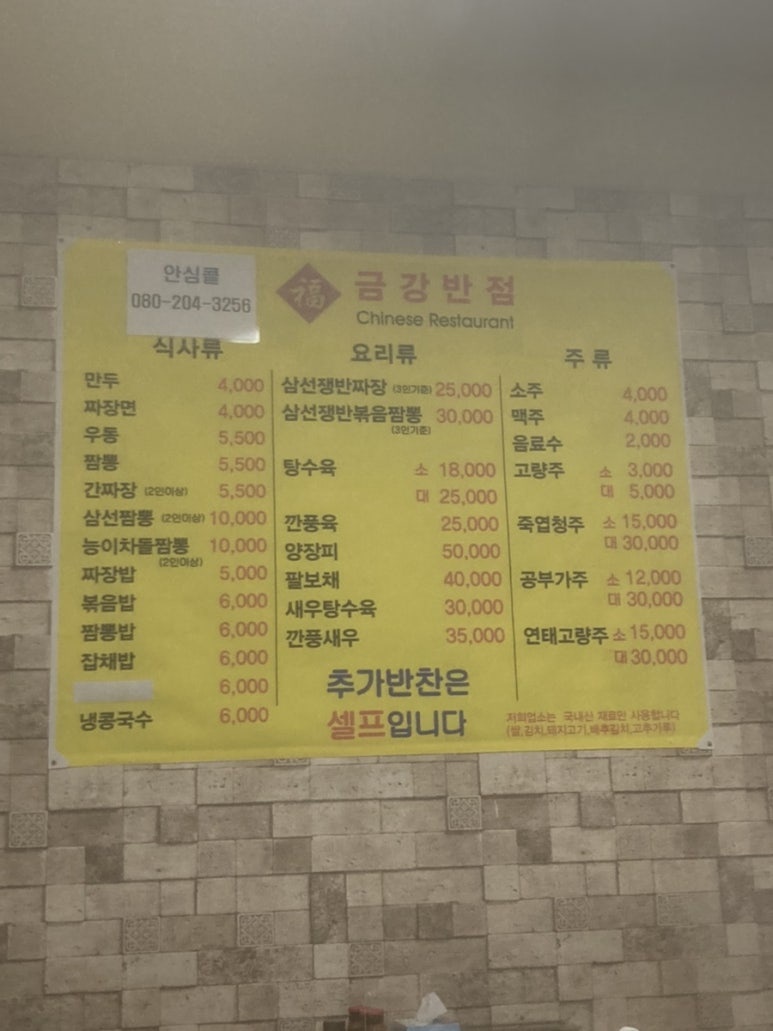 안심콜
080-204-3256
福 금강반점
Chinese Restaurant
식사류
만두 4,000
짜장면 4,000
우동 5,500
짬뽕 5,500
간짜장 (2인이상) 5,500
삼선짬뽕 (2인이상) 10,000
능이차돌짬뽕 10,000
(2인이상)
짜장밥 5,000
볶음밥 6,000
짬뽕밥 6,000
잡채밥 6,000
6,000
냉콩국수 6,000
요리류
삼선쟁반짜장 (3인기준) 25,000
삼선쟁반볶음짬뽕 30,000
(3인기준)
탕수육 소 18,000
대 25,000
깐풍육 25,000
양장피 50,000
팔보채 40,000
새우탕수육 30,000
깐풍새우 35,000
추가반찬은
셀프입니다
주류
소주 4,000
맥주 4,000
음료수 2,000
고량주 소 3,000
대 5,000
죽엽청주 소 15,000
대 30,000
공부가주 소 12,000
대 30,000
연태고량주 소 15,000
대 30,000
저희업소는 국내산 재료만 사용합니다
(쌀,김치,돼지고기,배추김치,고추가루)